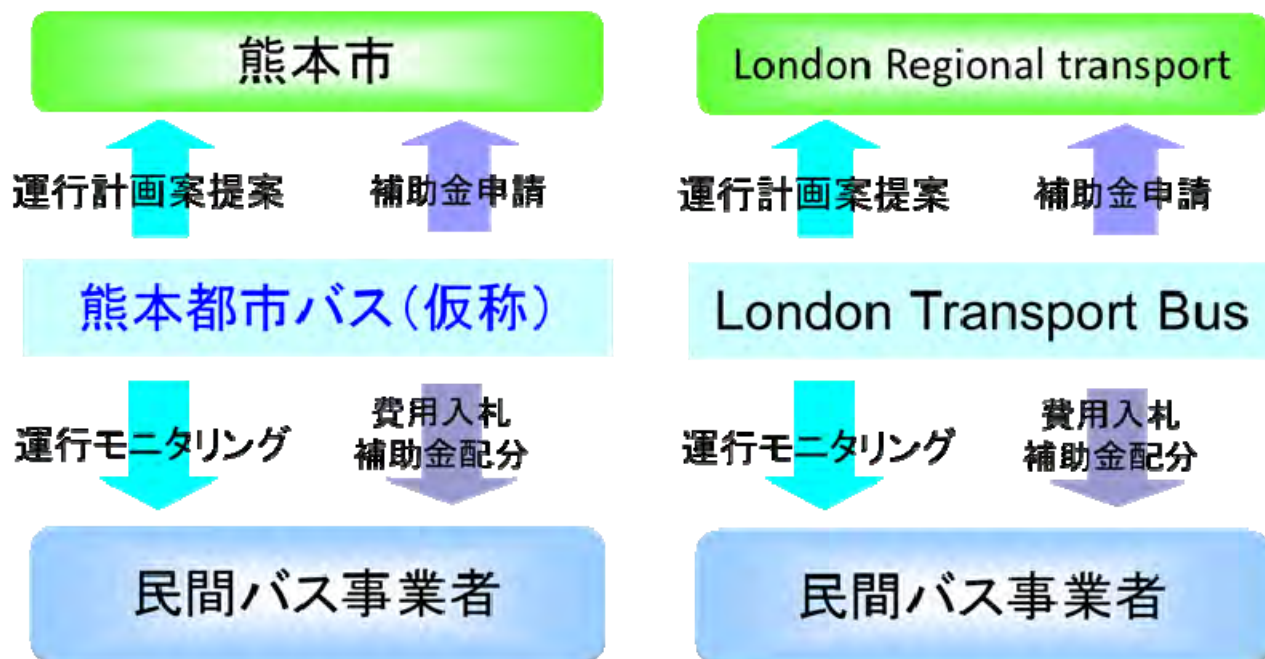 熊本市
運行計画案提案
補助金申請
熊本都市バス(仮称)
運行モニタリング
費用入札
補助金配分
民間バス事業者
London Regional transport
運行計画案提案
補助金申請
London Transport Bus
運行モニタリング
費用入札
補助金配分
民間バス事業者